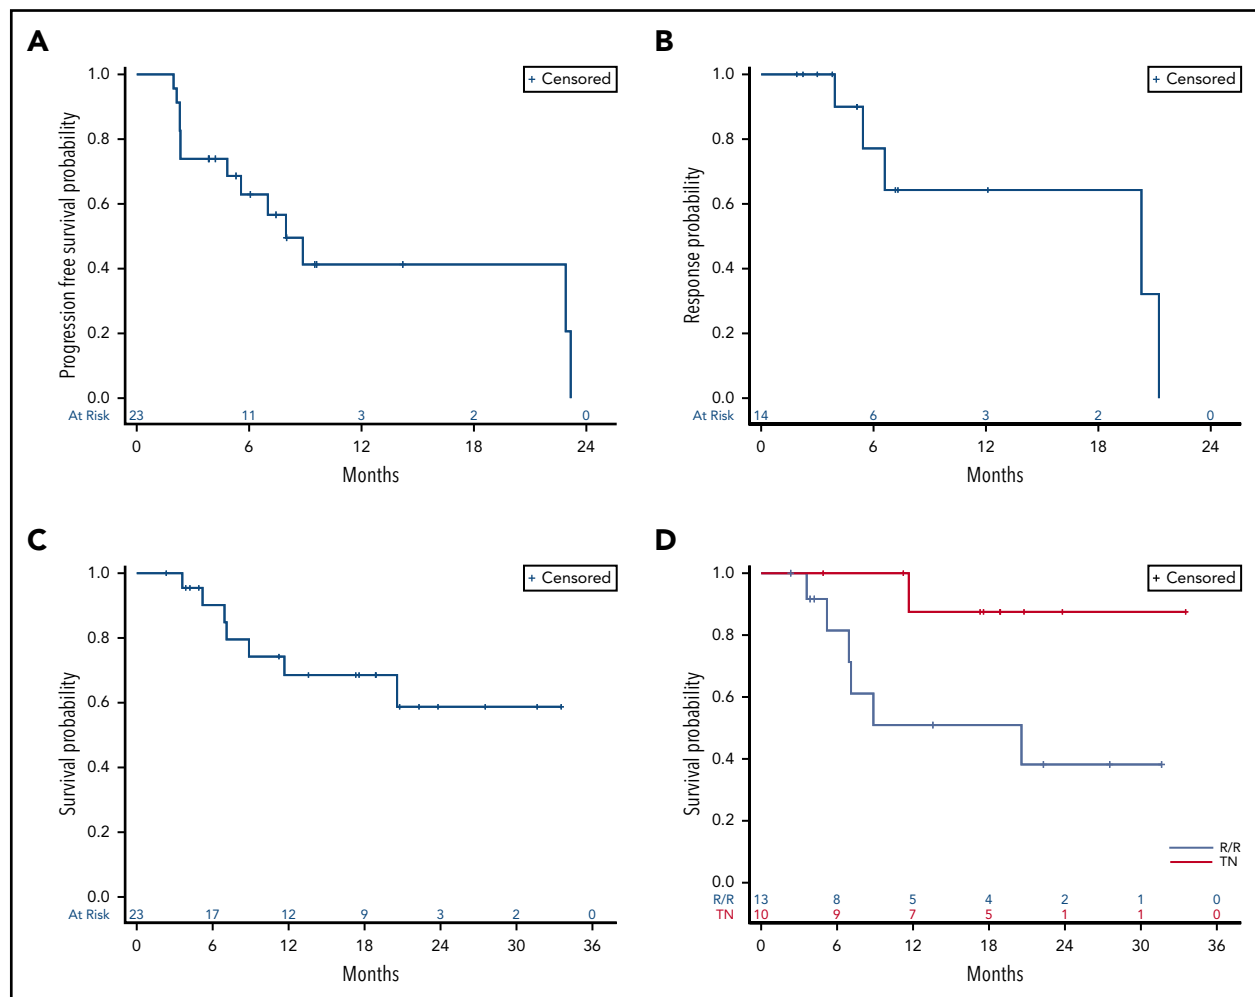 A
+ Censored
Progression free survival probability
1.0
0.8
0.6
0.4
0.2
0.0
At Risk 23 11 3 2 0
0 6 12 18 24
Months
B
+ Censored
Response probability
1.0
0.8
0.6
0.4
0.2
0.0
At Risk 14 6 3 2 0
0 6 12 18 24
Months
C
+ Censored
Survival probability
1.0
0.8
0.6
0.4
0.2
0.0
At Risk 23 17 12 9 3 2 0
0 6 12 18 24 30 36
Months
D
+ Censored
Survival probability
1.0
0.8
0.6
0.4
0.2
0.0
R/R
TN
R/R 13 8 5 4 2 1 0
TN 10 9 7 5 1 1 0
0 6 12 18 24 30 36
Months